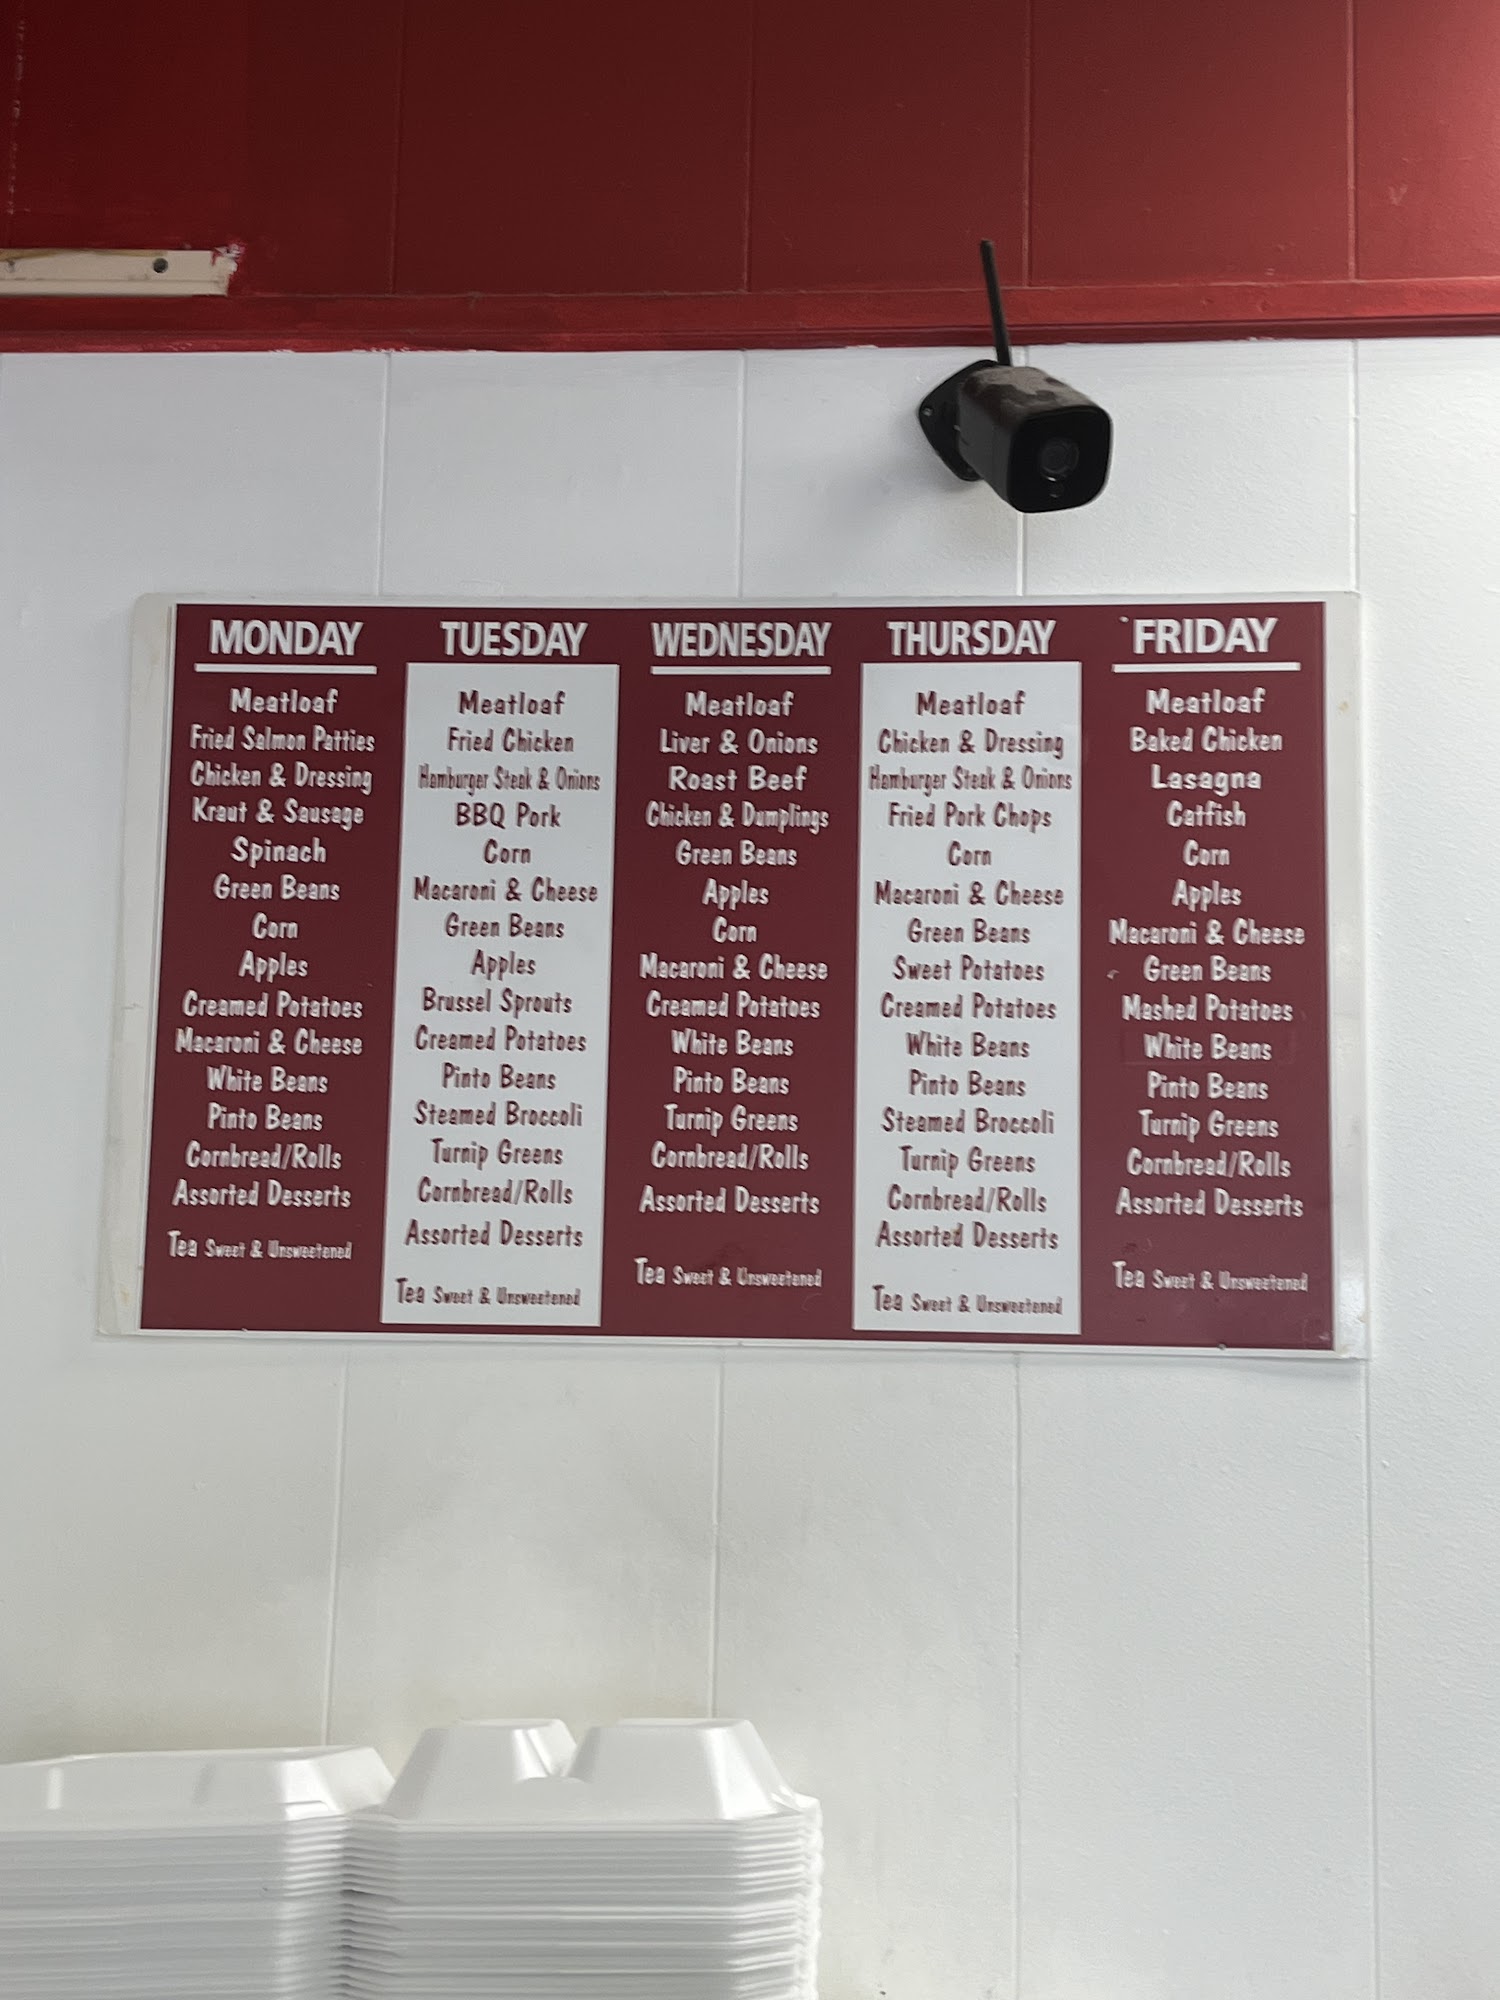 MONDAY
Meatloaf
Fried Salmon Patties
Chicken & Dressing
Kraut & Sausage
Spinach
Green Beans
Corn
Apples
Creamed Potatoes
Macaroni & Cheese
White Beans
Pinto Beans
Cornbread/Rolls
Assorted Desserts
Tea Sweet & Unsweetened
TUESDAY
Meatloaf
Fried Chicken
Hamburger Steak & Onions
BBQ Pork
Corn
Macaroni & Cheese
Green Beans
Apples
Brussel Sprouts
Creamed Potatoes
Pinto Beans
Steamed Broccoli
Turnip Greens
Cornbread/Rolls
Assorted Desserts
Tea Sweet & Unsweetened
WEDNESDAY
Meatloaf
Liver & Onions
Roast Beef
Chicken & Dumplings
Green Beans
Apples
Corn
Macaroni & Cheese
Creamed Potatoes
White Beans
Pinto Beans
Turnip Greens
Cornbread/Rolls
Assorted Desserts
Tea Sweet & Unsweetened
THURSDAY
Meatloaf
Chicken & Dressing
Hamburger Steak & Onions
Fried Pork Chops
Corn
Macaroni & Cheese
Green Beans
Sweet Potatoes
Creamed Potatoes
White Beans
Pinto Beans
Steamed Broccoli
Turnip Greens
Cornbread/Rolls
Assorted Desserts
Tea Sweet & Unsweetened
FRIDAY
Meatloaf
Baked Chicken
Lasagna
Catfish
Corn
Apples
Macaroni & Cheese
Green Beans
Mashed Potatoes
White Beans
Pinto Beans
Turnip Greens
Cornbread/Rolls
Assorted Desserts
Tea Sweet & Unsweetened